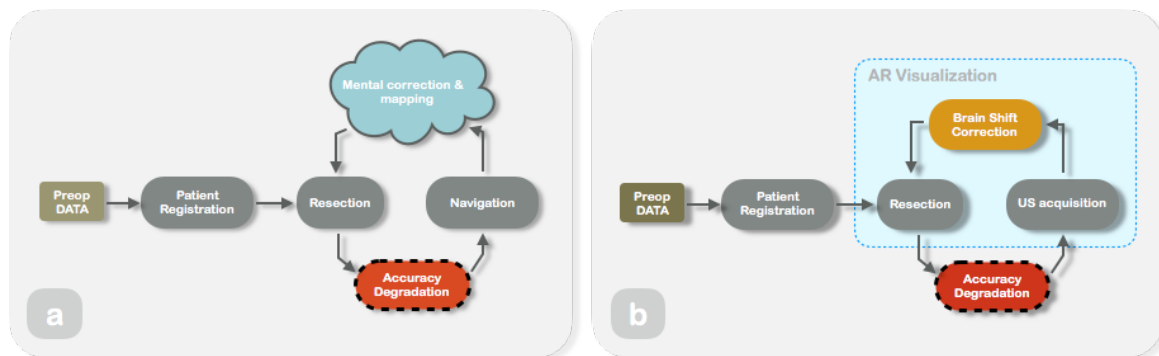 Mental correction &
mapping
Preop
DATA
Patient
Registration
Resection
Navigation
Accuracy
Degradation
a
AR Visualization
Brain Shift
Correction
Preop
DATA
Patient
Registration
Resection
US acquisition
Accuracy
Degradation
b